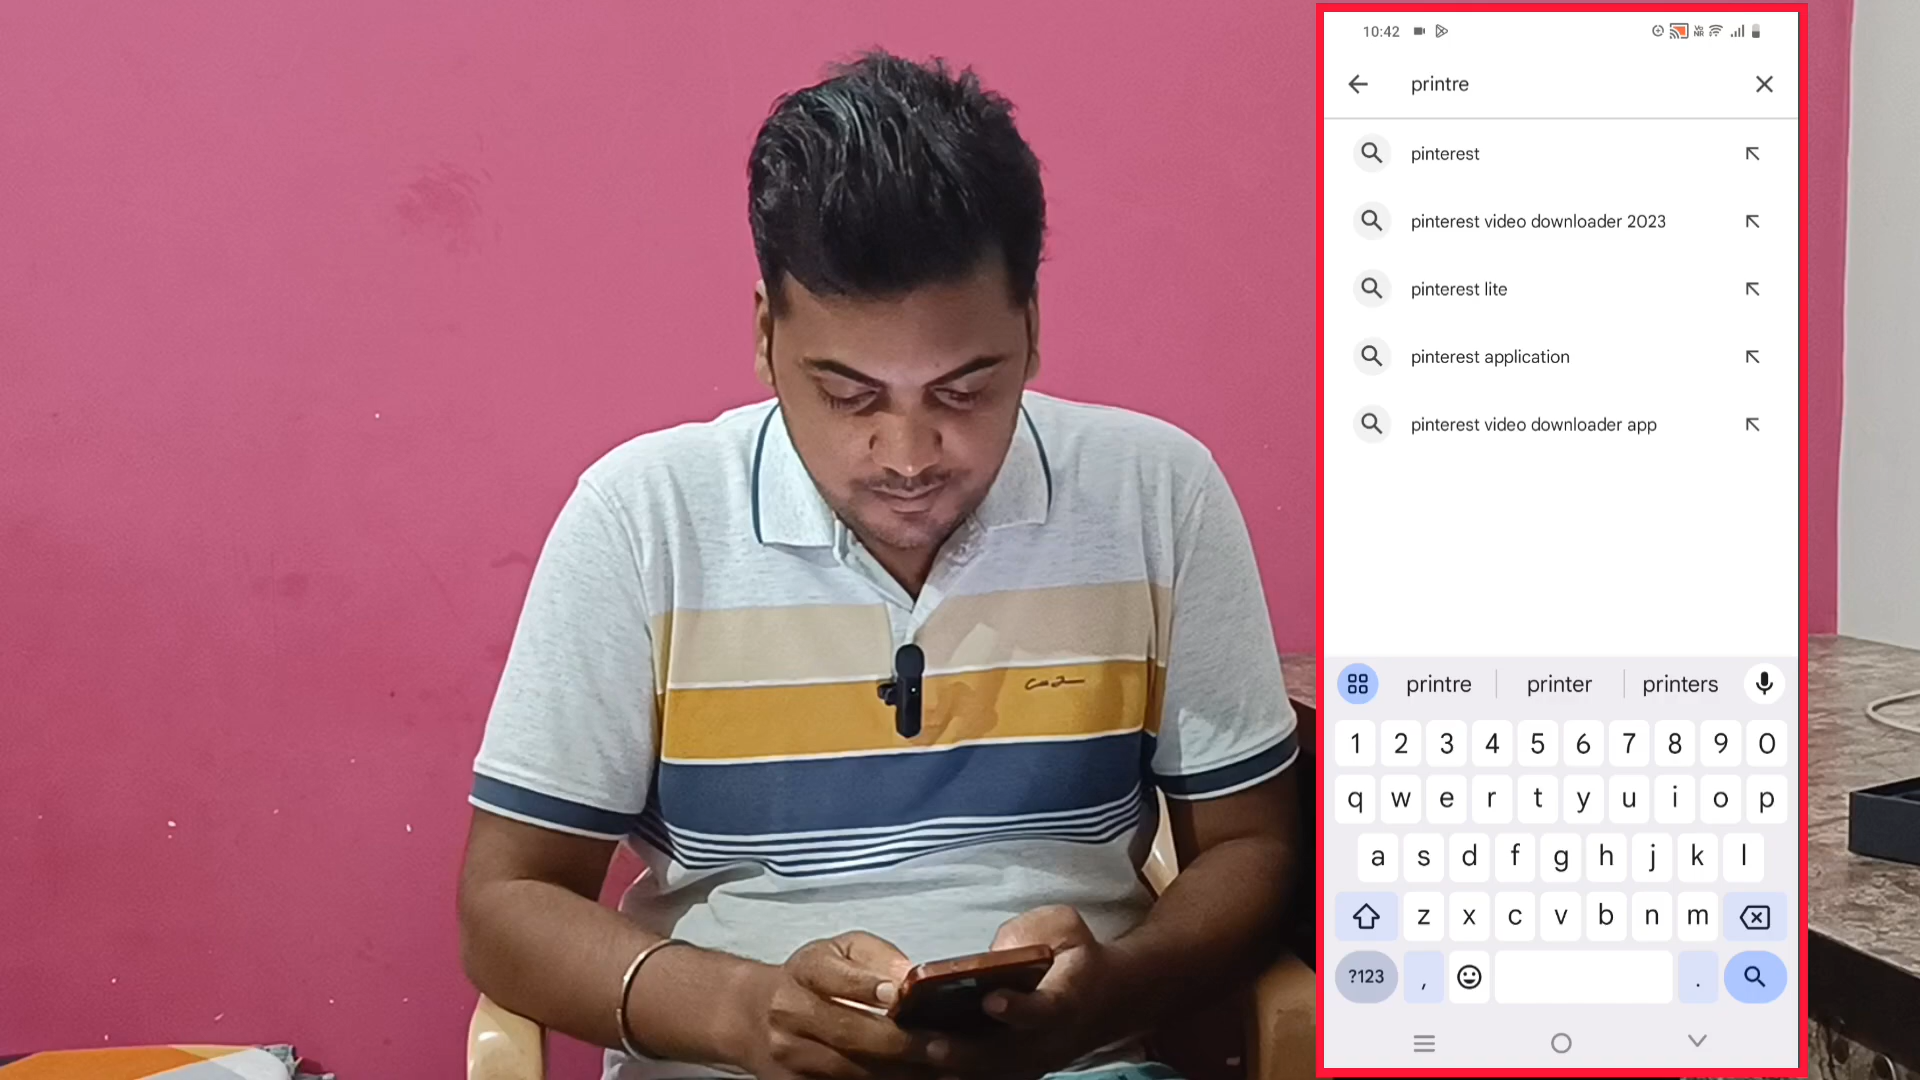 10:42
printre
pinterest
pinterest video downloader 2023
pinterest lite
pinterest application
pinterest video downloader app
printre printer printers
1 2 3 4 5 6 7 8 9 0
q w e r t y u i o p
a s d f g h j k l
z x c v b n m
?123 , .